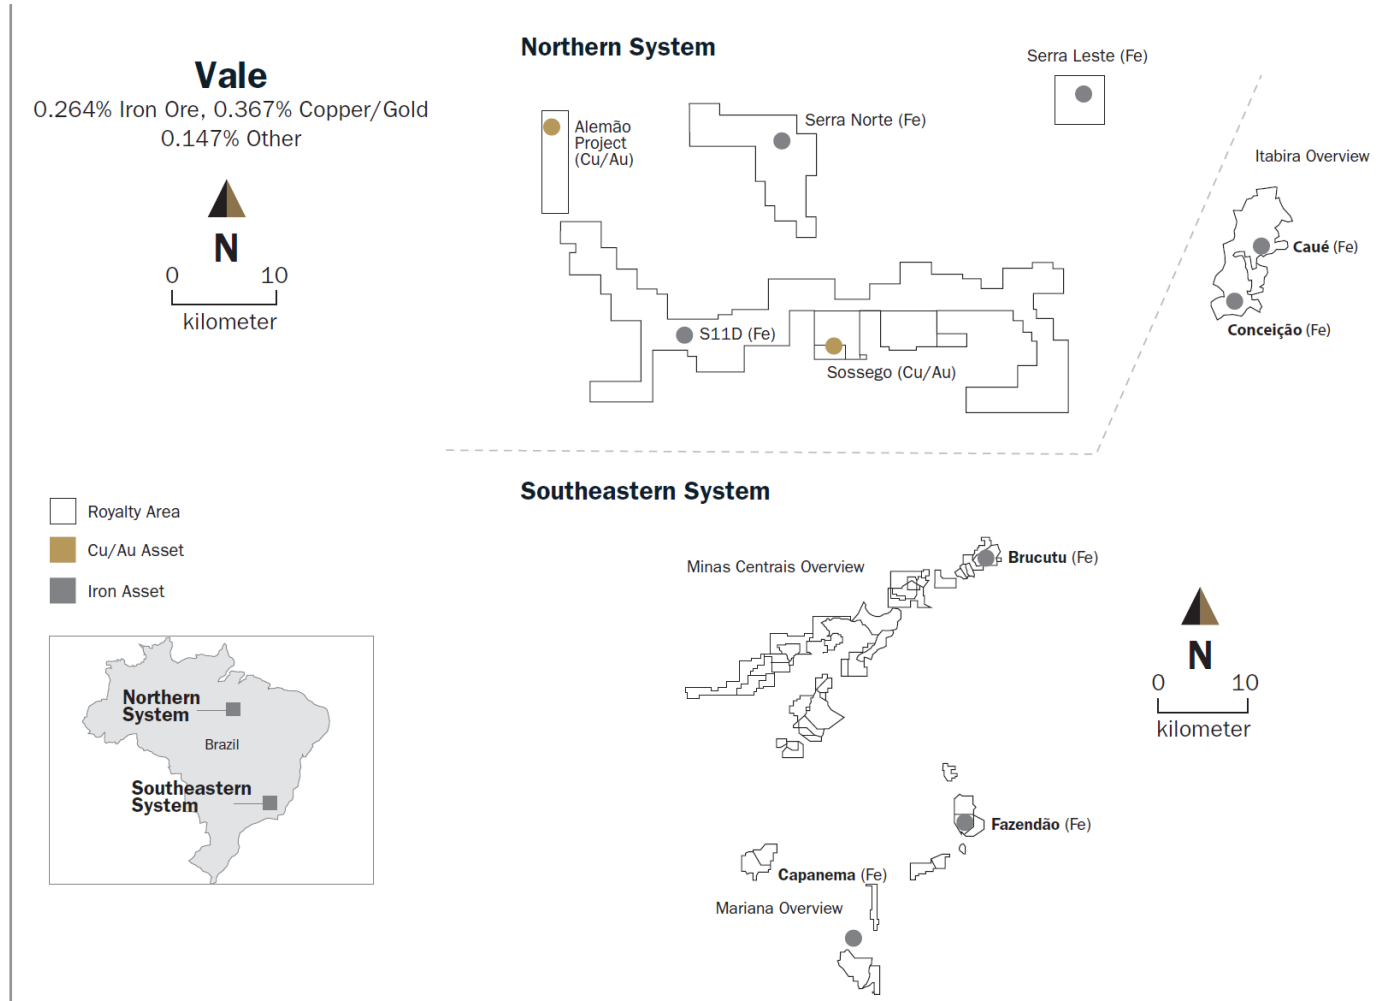 Vale
0.264% Iron Ore, 0.367% Copper/Gold
0.147% Other
N
0 10
kilometer
Northern System
Alemão
Project
(Cu/Au)
Serra Norte (Fe)
Serra Leste (Fe)
S11D (Fe)
Sossego (Cu/Au)
Itabira Overview
Caué (Fe)
Conceição (Fe)
Royalty Area
Cu/Au Asset
Iron Asset
Northern
System
Brazil
Southeastern
System
Southeastern System
Minas Centrais Overview
Brucutu (Fe)
N
0 10
kilometer
Fazendão (Fe)
Capanema (Fe)
Mariana Overview